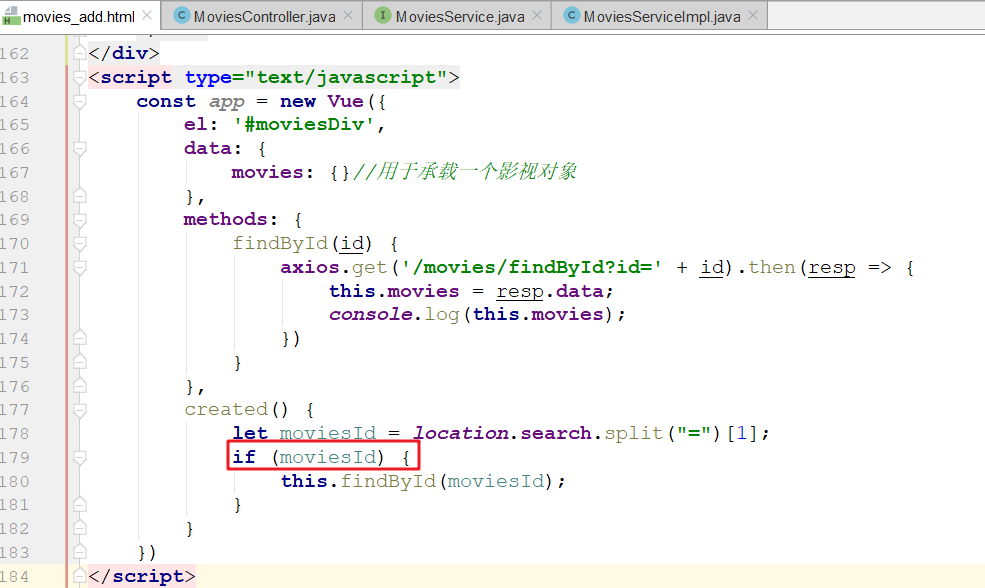 movies_add.html MoviesController.java MoviesService.java MoviesServiceImpl.java
162 </div>
163 <script type="text/javascript">
164 const app = new Vue({
165 el: '#moviesDiv',
166 data: {
167 movies: {}//用于承载一个影视对象
168 },
169 methods: {
170 findById(id) {
171 axios.get('/movies/findById?id=' + id).then(resp => {
172 this.movies = resp.data;
173 console.log(this.movies);
174 })
175 }
176 },
177 created() {
178 let moviesId = location.search.split("=")[1];
179 if (moviesId) {
180 this.findById(moviesId);
181 }
182 }
183 })
184 </script>